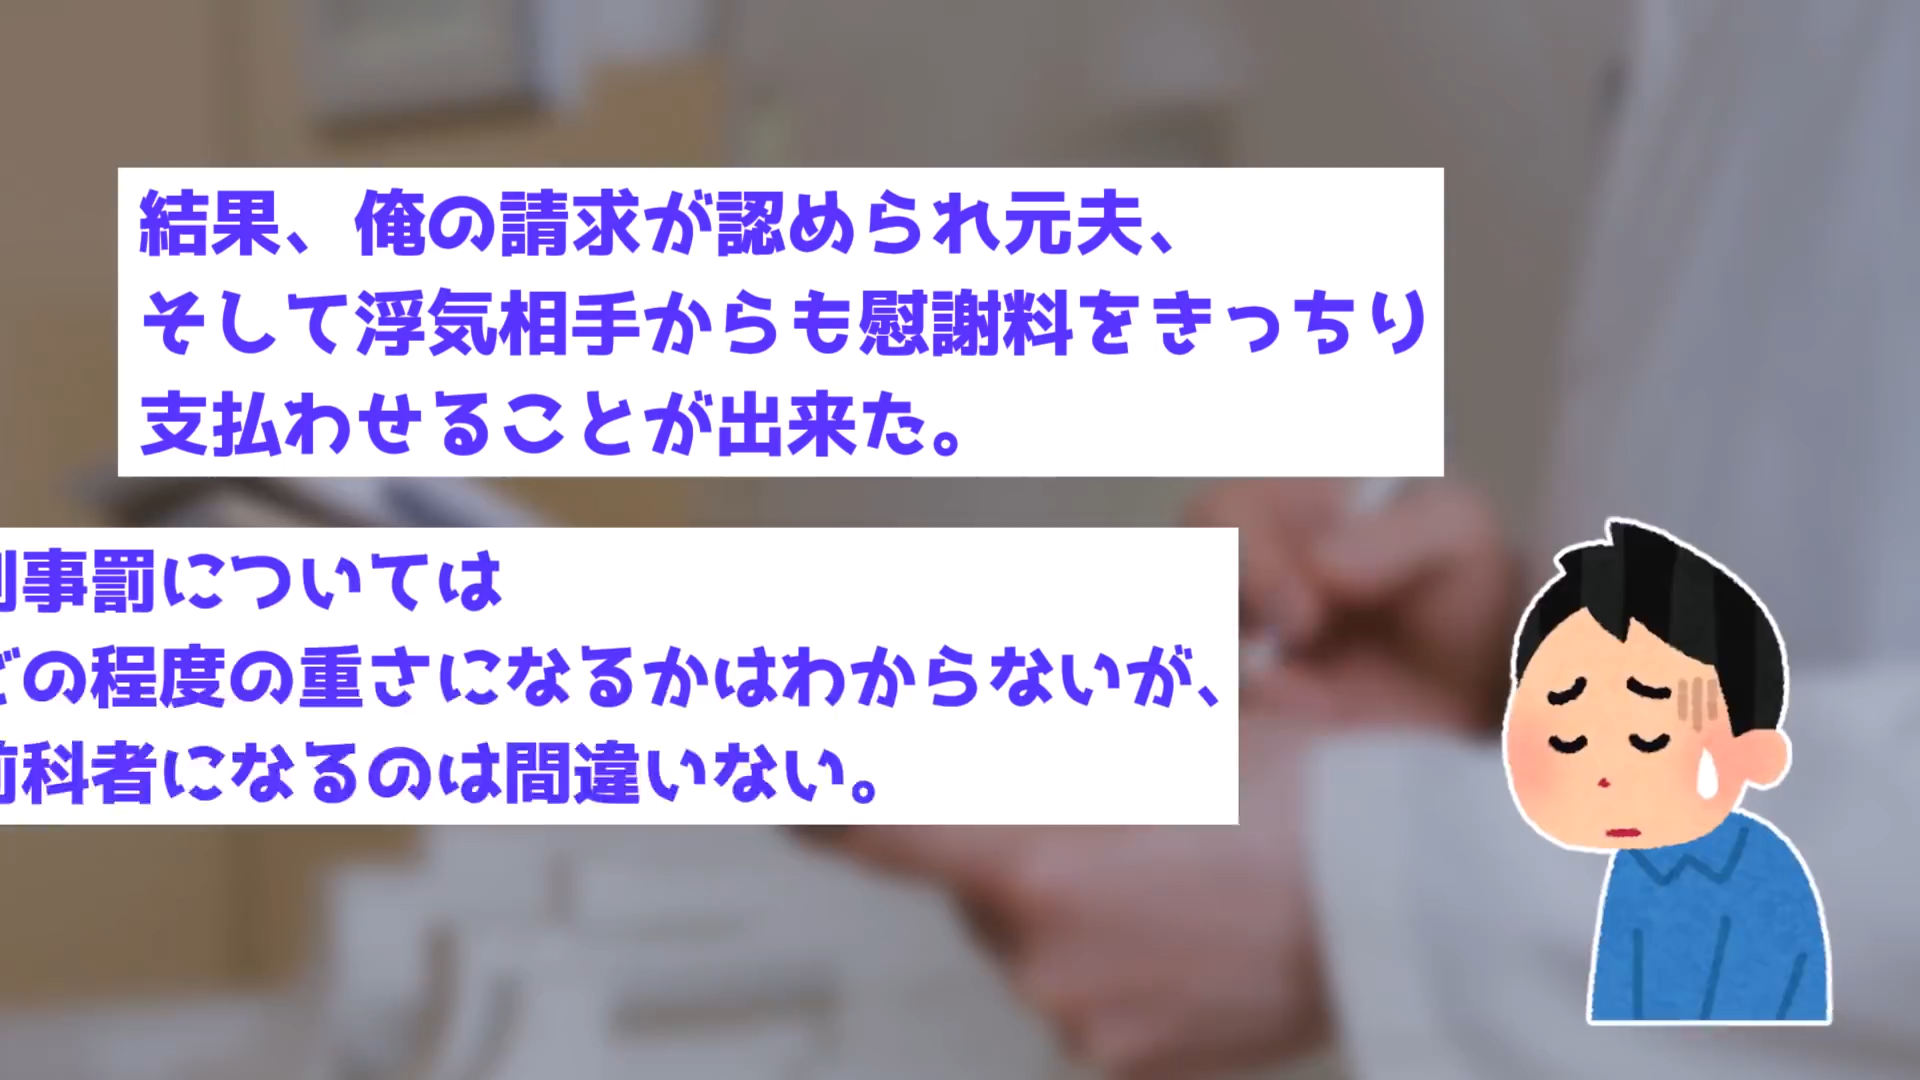 結果、俺の請求が認められ元夫、
そして浮気相手からも慰謝料をきっちり
支払わせることが出来た。
事罰については
の程度の重さになるかはわからないが、
科者になるのは間違いない。